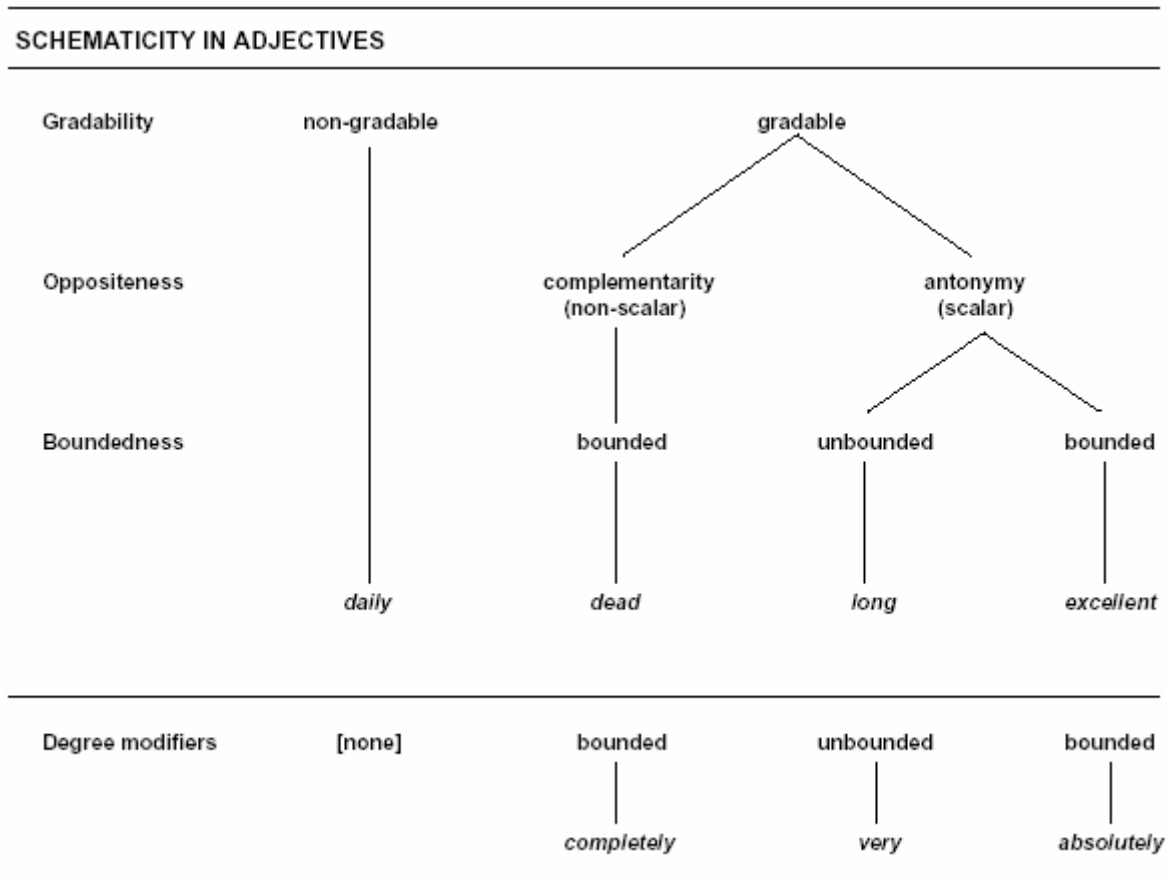 SCHEMATICITY IN ADJECTIVES
Gradability non-gradable gradable
Oppositeness complementarity antonymy
(non-scalar) (scalar)
Boundedness bounded unbounded bounded
daily dead long excellent
Degree modifiers [none] bounded unbounded bounded
completely very absolutely